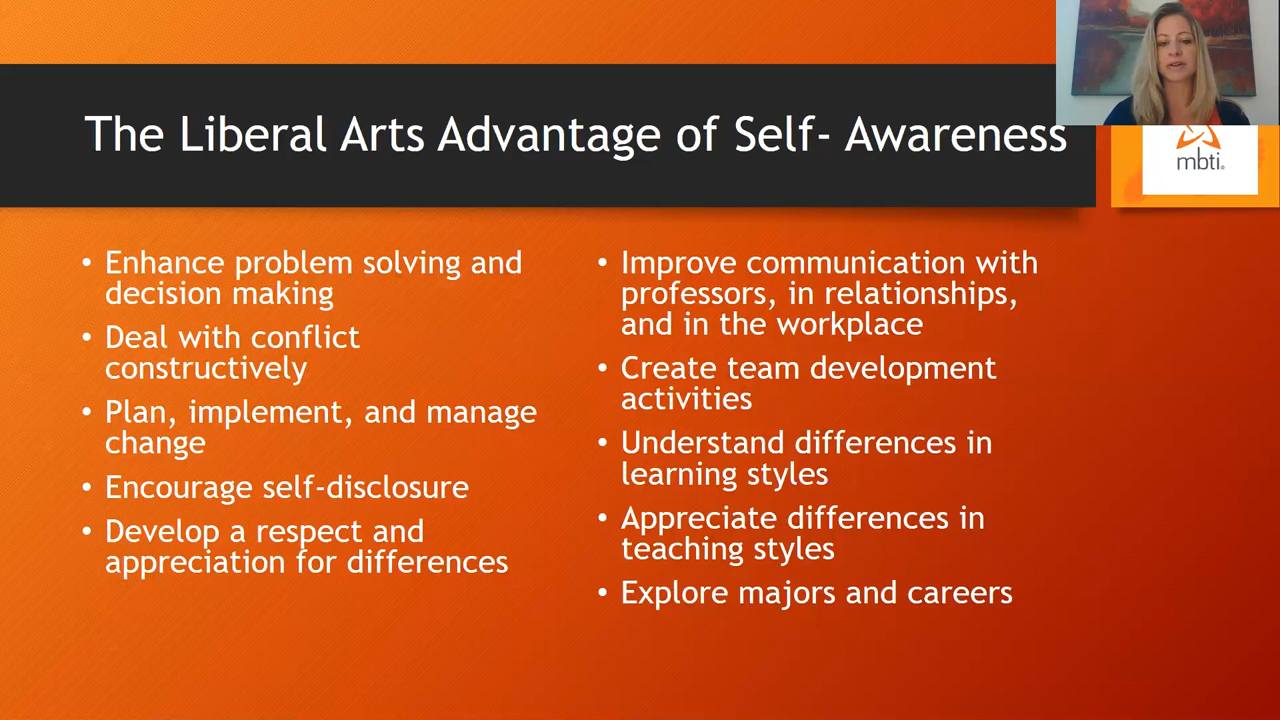 The Liberal Arts Advantage of Self- Awareness
mbti®
• Enhance problem solving and
decision making
• Deal with conflict
constructively
• Plan, implement, and manage
change
• Encourage self-disclosure
• Develop a respect and
appreciation for differences
• Improve communication with
professors, in relationships,
and in the workplace
• Create team development
activities
• Understand differences in
learning styles
• Appreciate differences in
teaching styles
• Explore majors and careers